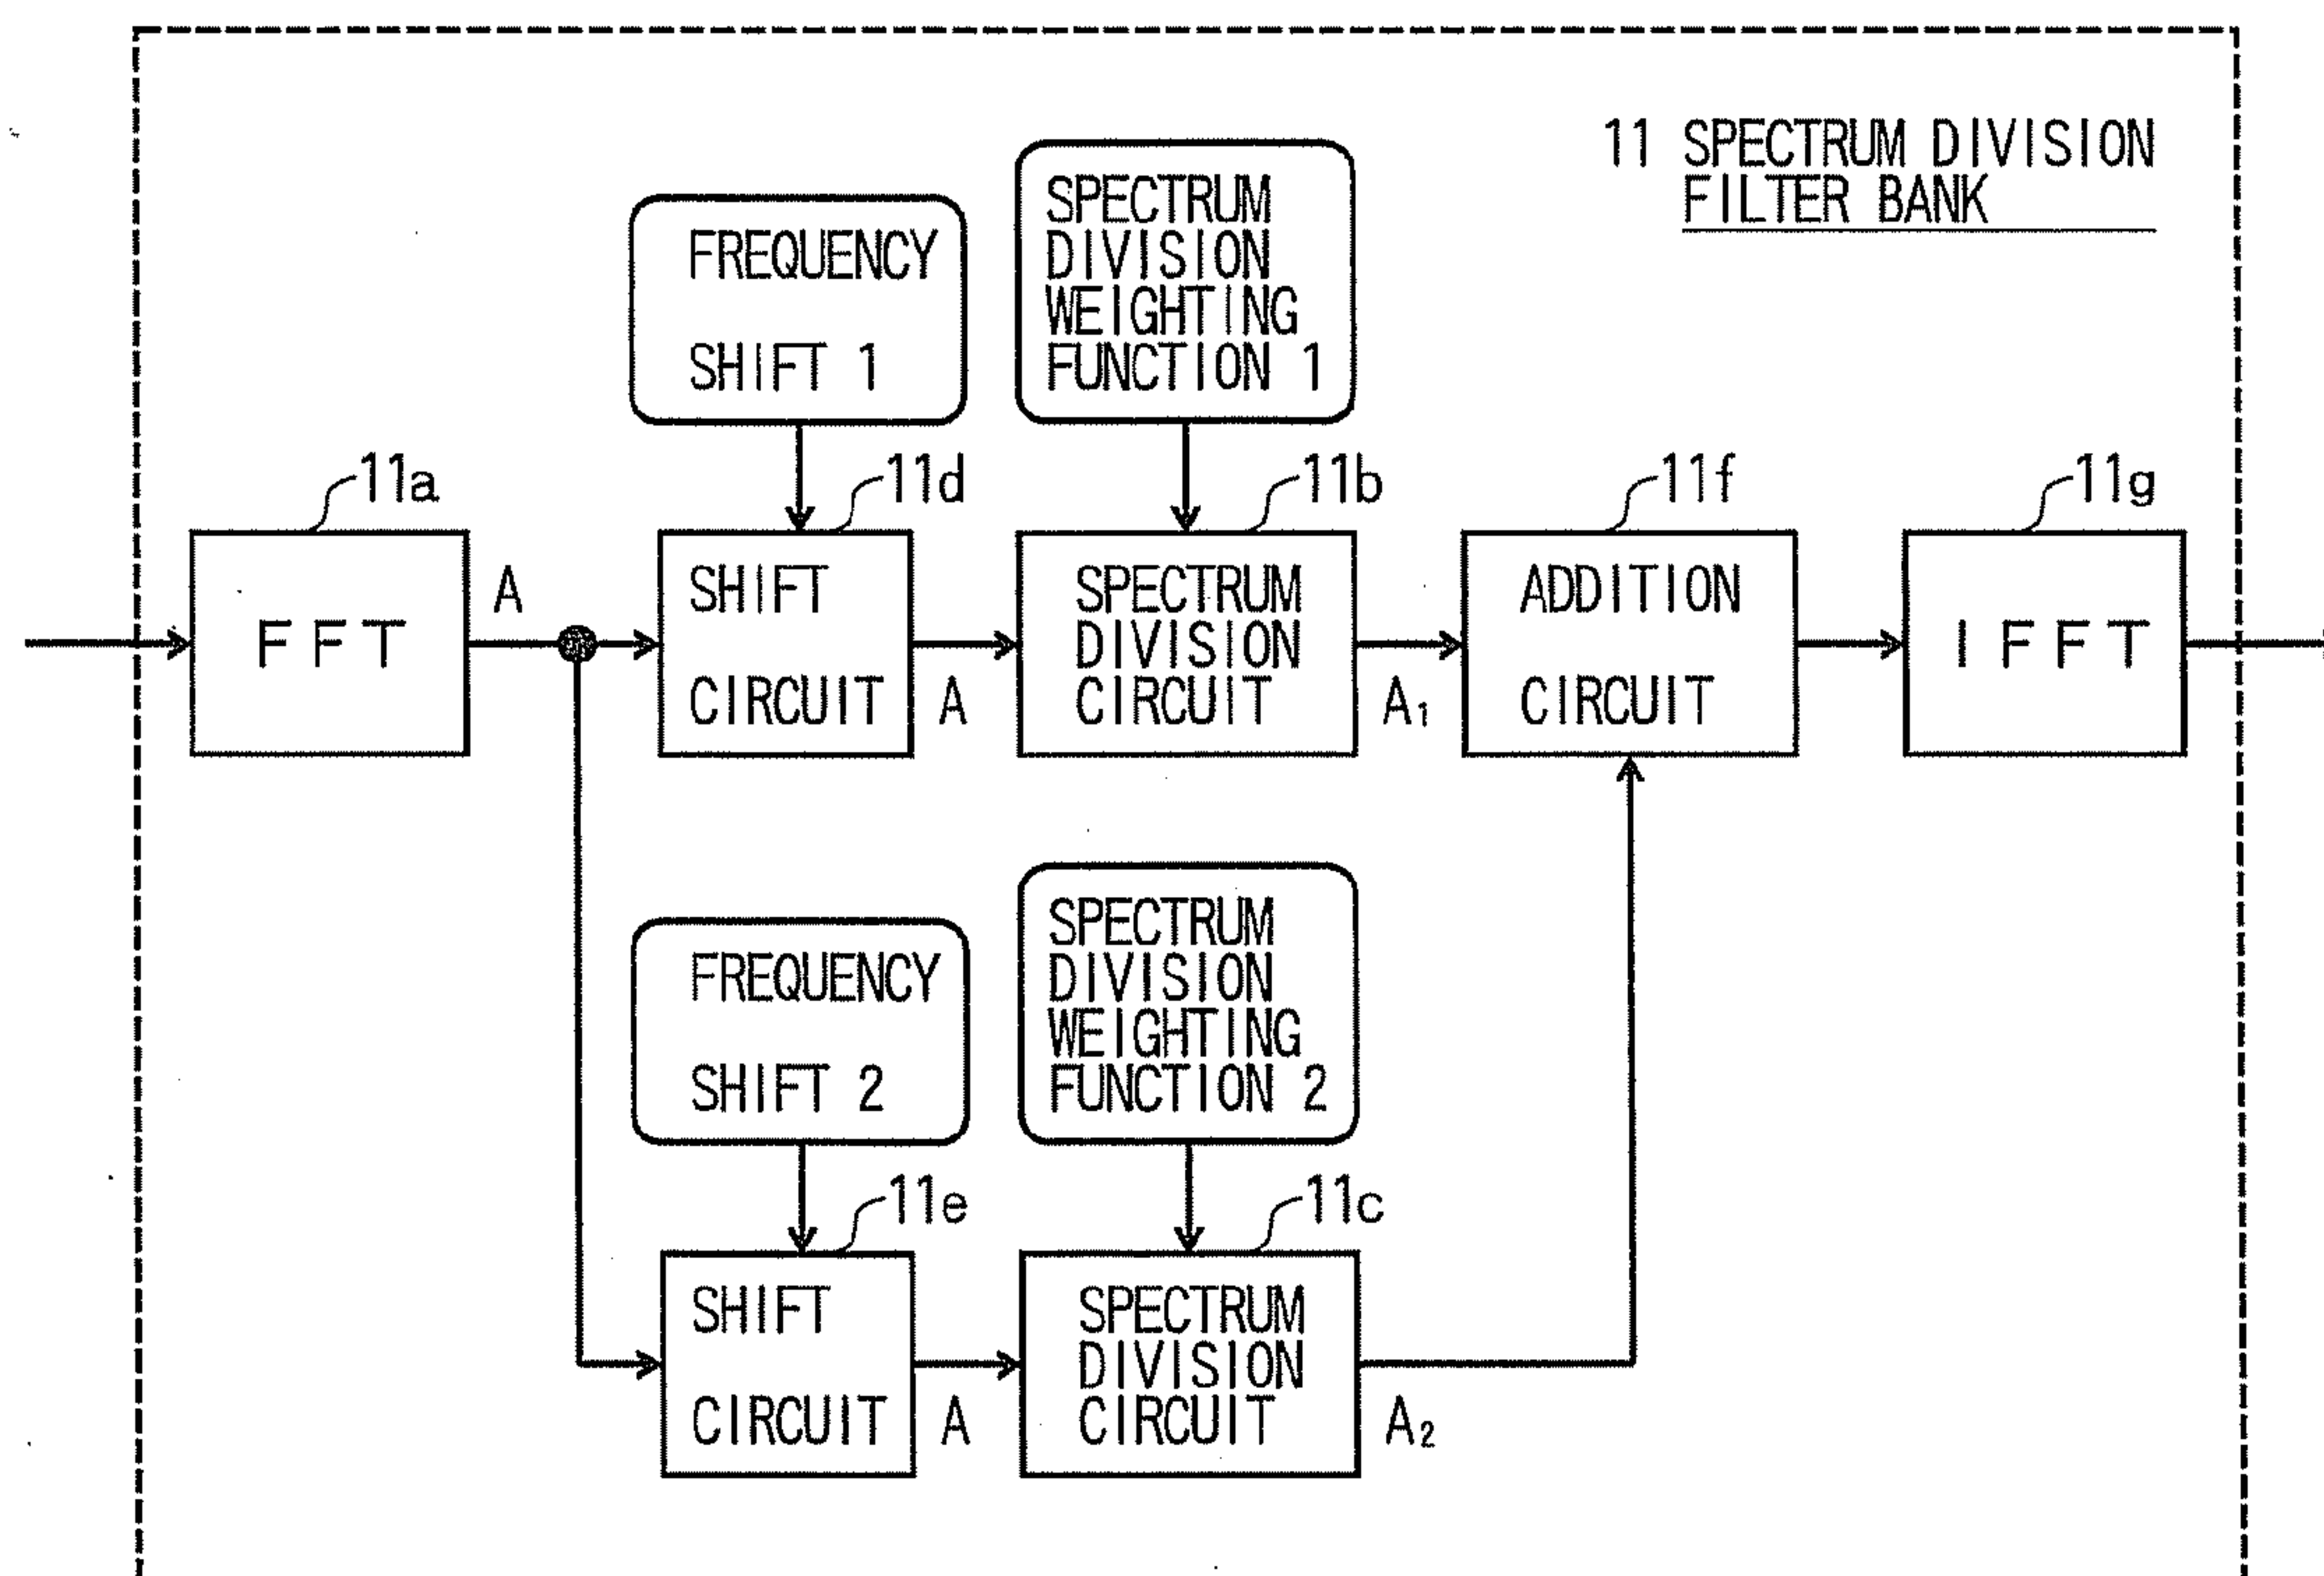 11 SPECTRUM DIVISION
FILTER BANK
FREQUENCY
SHIFT 1
SPECTRUM
DIVISION
WEIGHTING
FUNCTION 1
11a
11d
11b
11f
11g
FFT
A
SHIFT
CIRCUIT
A
SPECTRUM
DIVISION
CIRCUIT
A₁
ADDITION
CIRCUIT
IFFT
FREQUENCY
SHIFT 2
SPECTRUM
DIVISION
WEIGHTING
FUNCTION 2
11e
11c
SHIFT
CIRCUIT
A
SPECTRUM
DIVISION
CIRCUIT
A₂